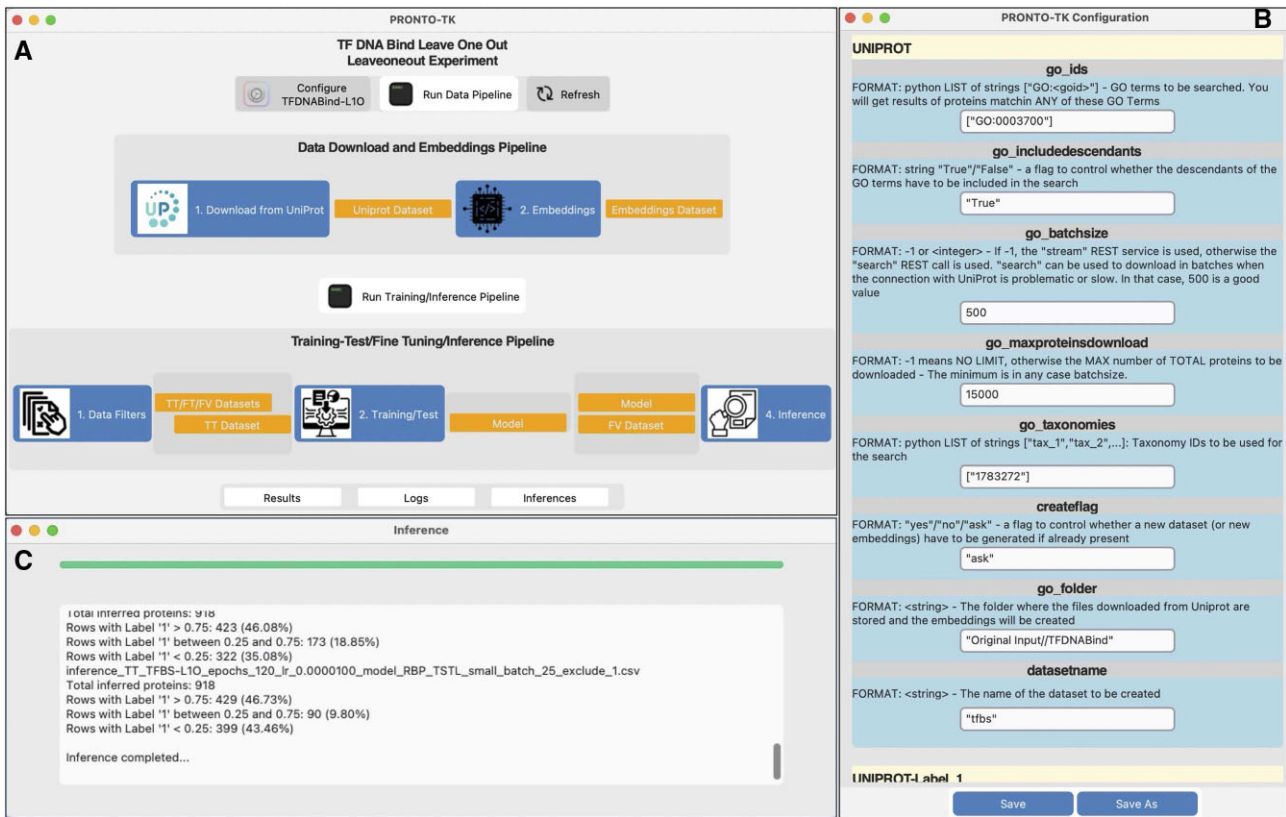 PRONTO-TK
A
TF DNA Bind Leave One Out
Leaveoneout Experiment
Configure
TFDNABind-L1O
Run Data Pipeline
Refresh
Data Download and Embeddings Pipeline
UP
1. Download from UniProt
Uniprot Dataset
</>
2. Embeddings
Embeddings Dataset
Run Training/Inference Pipeline
Training-Test/Fine Tuning/Inference Pipeline
1. Data Filters
TT/FT/FV Datasets
TT Dataset
2. Training/Test
Model
Model
FV Dataset
4. Inference
Results
Logs
Inferences
PRONTO-TK Configuration
B
UNIPROT
go_ids
FORMAT: python LIST of strings ["GO:<goid>"] - GO terms to be searched. You
will get results of proteins matchin ANY of these GO Terms
["GO:0003700"]
go_includedescendants
FORMAT: string "True"/"False" - a flag to control whether the descendants of the
GO terms have to be included in the search
"True"
go_batchsize
FORMAT: -1 or <integer> - If -1, the "stream" REST service is used, otherwise the
"search" REST call is used. "search" can be used to download in batches when
the connection with UniProt is problematic or slow. In that case, 500 is a good
value
500
go_maxproteinsdownload
FORMAT: -1 means NO LIMIT, otherwise the MAX number of TOTAL proteins to be
downloaded - The minimum is in any case batchsize.
15000
go_taxonomies
FORMAT: python LIST of strings ["tax_1","tax_2",...]: Taxonomy IDs to be used for
the search
["1783272"]
createflag
FORMAT: "yes"/"no"/"ask" - a flag to control whether a new dataset (or new
embeddings) have to be generated if already present
"ask"
go_folder
FORMAT: <string> - The folder where the files downloaded from Uniprot are
stored and the embeddings will be created
"Original Input//TFDNABind"
datasetname
FORMAT: <string> - The name of the dataset to be created
"tfbs"
UNIPROT-Label_1
Save
Save As
Inference
C
Total inferred proteins: 918
Rows with Label '1' > 0.75: 423 (46.08%)
Rows with Label '1' between 0.25 and 0.75: 173 (18.85%)
Rows with Label '1' < 0.25: 322 (35.08%)
inference_TT_TFBS-L1O_epochs_120_lr_0.0000100_model_RBP_TSTL_small_batch_25_exclude_1.csv
Total inferred proteins: 918
Rows with Label '1' > 0.75: 429 (46.73%)
Rows with Label '1' between 0.25 and 0.75: 90 (9.80%)
Rows with Label '1' < 0.25: 399 (43.46%)
Inference completed...